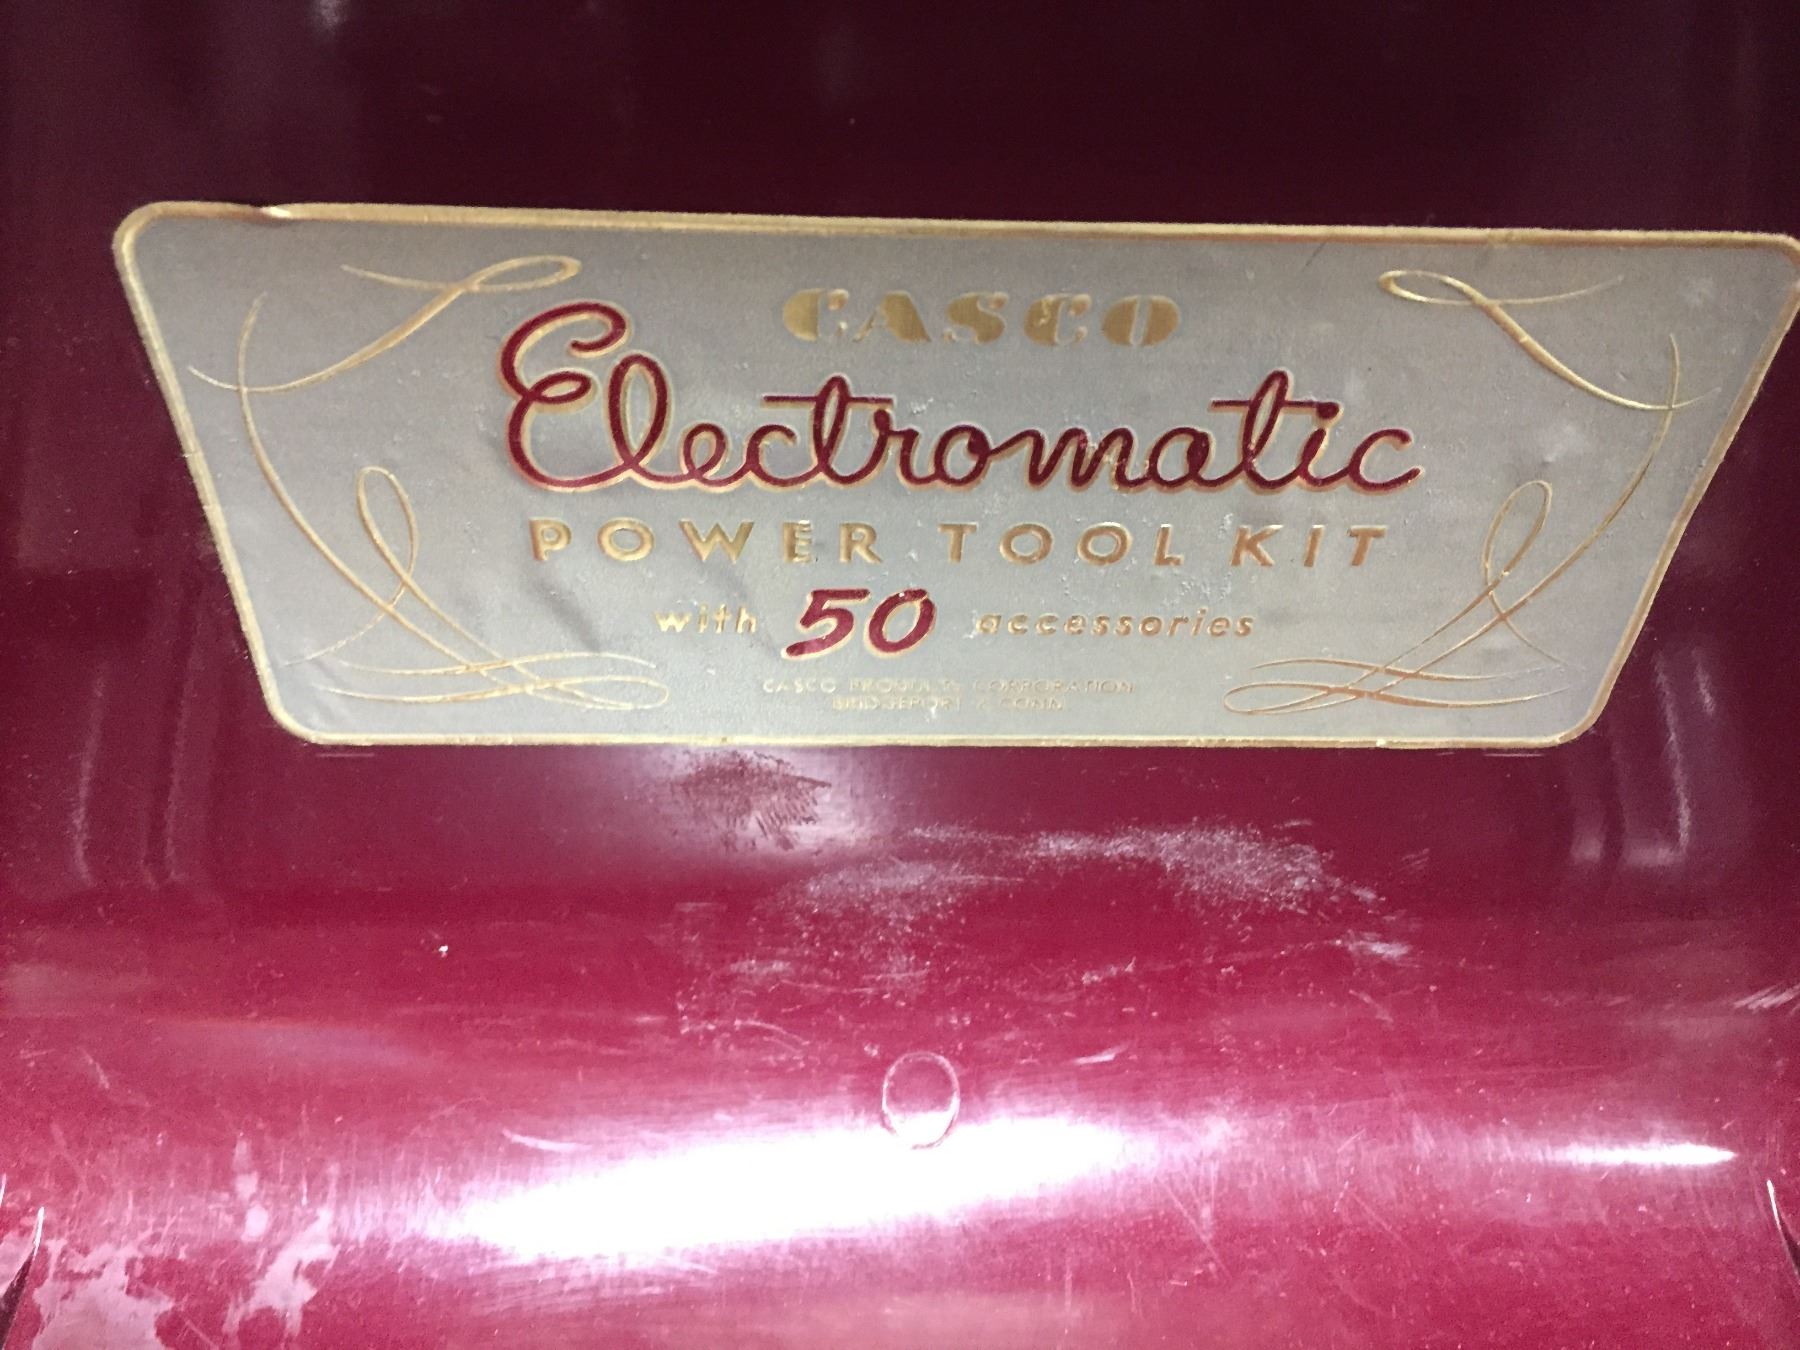 CASCO
Electromatic
POWER TOOL KIT
with 50 accessories
CASCO PRODUCTS CORPORATION
BRIDGEPORT 2 CONN